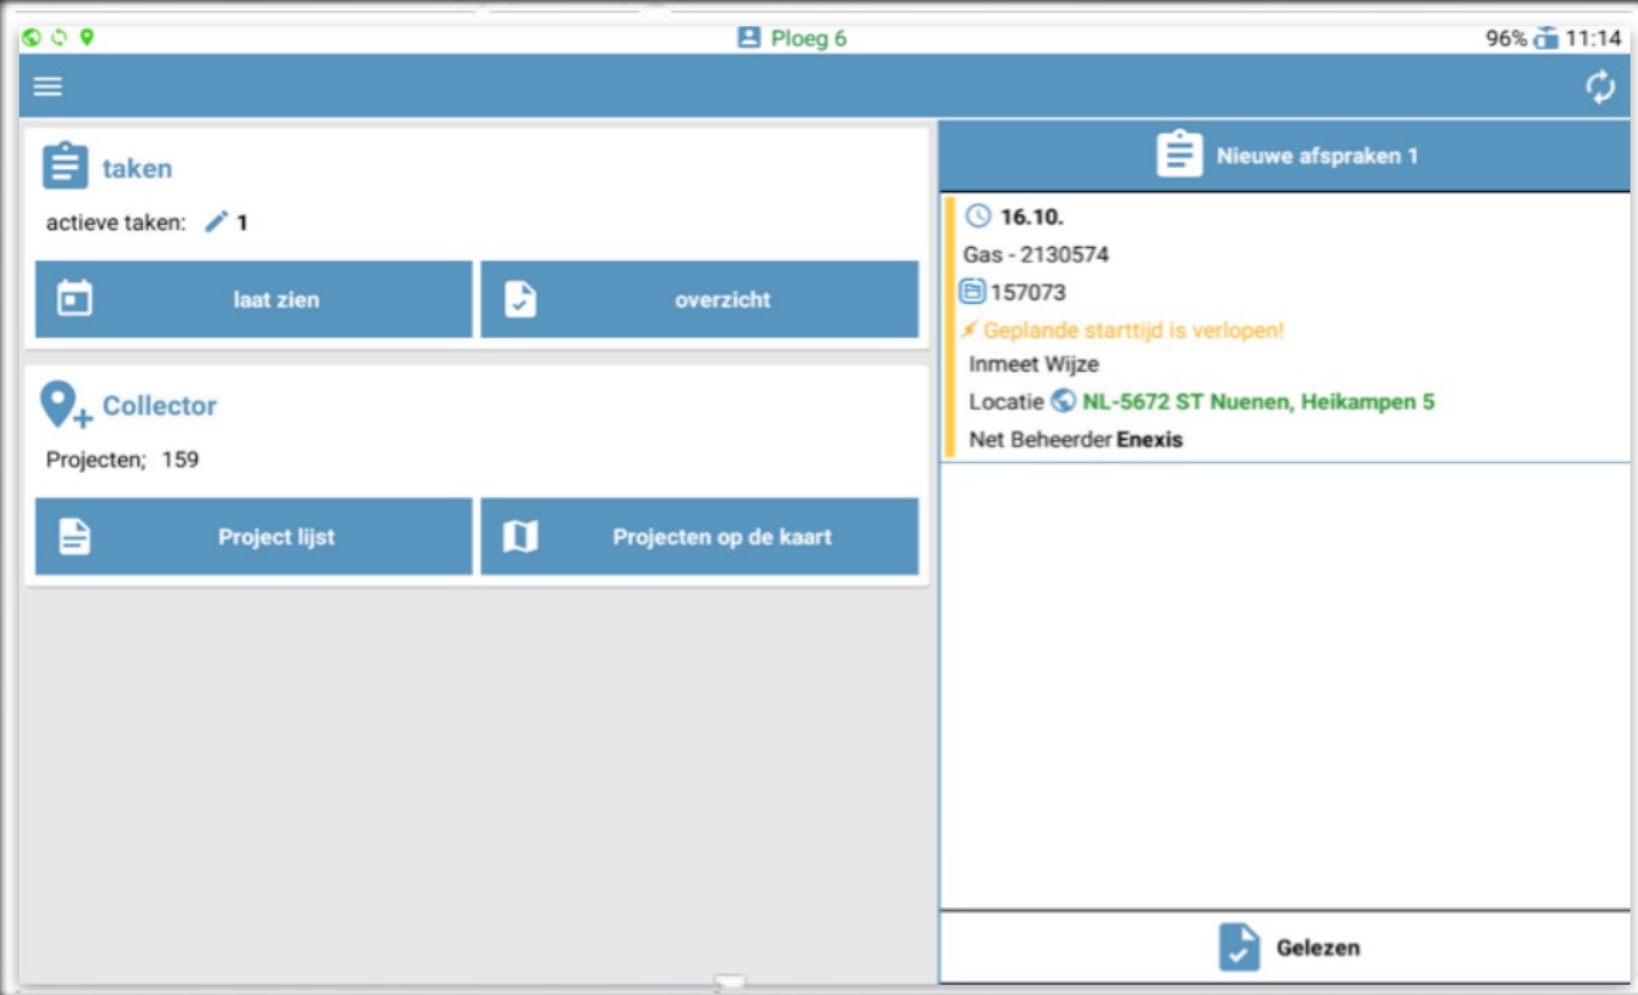 Ploeg 6
96% 11:14
taken
actieve taken: 1
laat zien
overzicht
Collector
Projecten; 159
Project lijst
Projecten op de kaart
Nieuwe afspraken 1
16.10.
Gas - 2130574
157073
Geplande starttijd is verlopen!
Inmeet Wijze
Locatie NL-5672 ST Nuenen, Heikampen 5
Net Beheerder Enexis
Gelezen